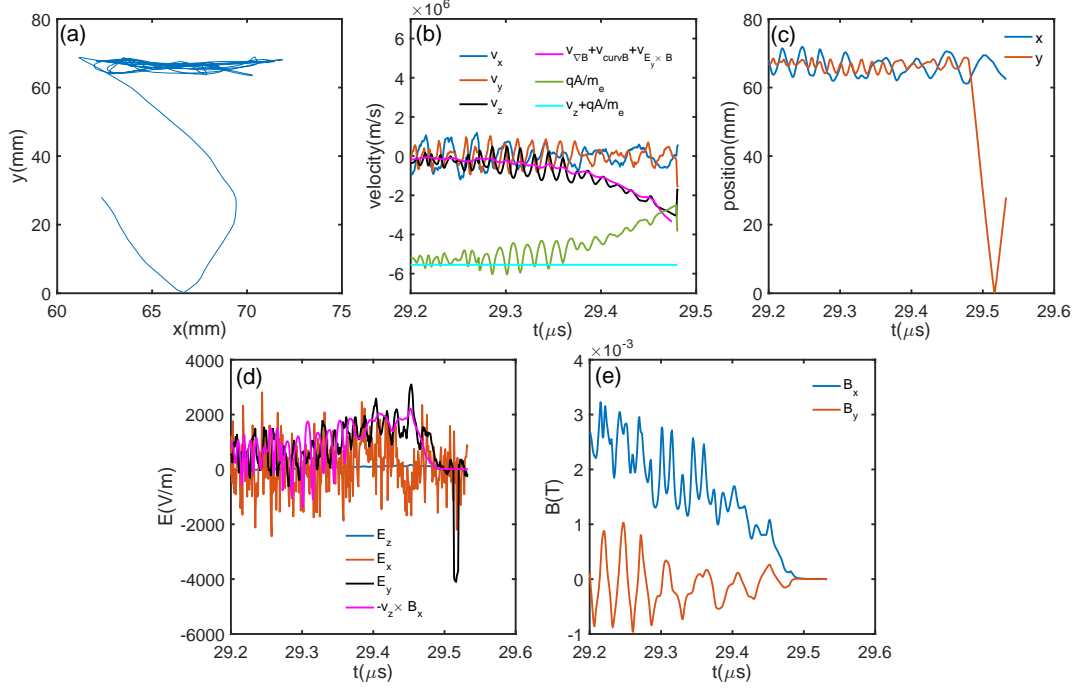 (a)
80
60
40
20
0
y(mm)
60
65
70
75
x(mm)
(b)
×10⁶
6
4
2
0
-2
-4
-6
velocity(m/s)
v_x
v_y
v_z
v_∇B+v_curvB+v_{E_y×B}
qA/m_e
v_z+qA/m_e
29.2
29.3
29.4
29.5
t(μs)
(c)
80
60
40
20
0
position(mm)
x
y
29.2
29.3
29.4
29.5
29.6
t(μs)
(d)
4000
2000
0
-2000
-4000
-6000
E(V/m)
E_z
E_x
E_y
-v_z× B_x
29.2
29.3
29.4
29.5
29.6
t(μs)
(e)
×10⁻³
4
3
2
1
0
-1
B(T)
B_x
B_y
29.2
29.3
29.4
29.5
29.6
t(μs)